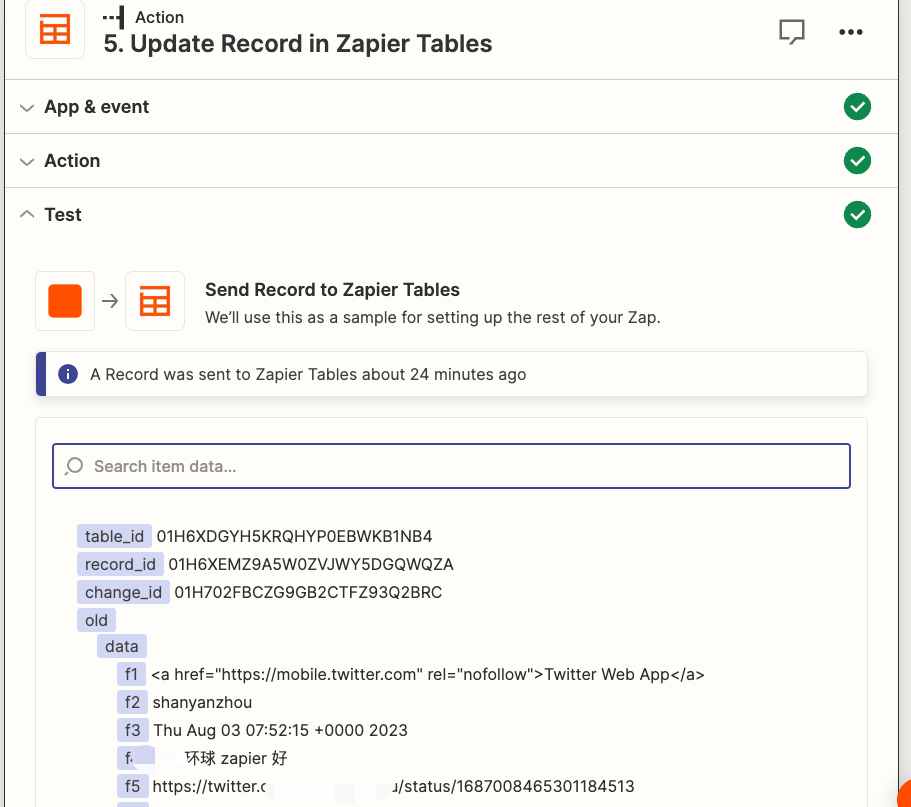 Action
5. Update Record in Zapier Tables
App & event
Action
Test
Send Record to Zapier Tables
We'll use this as a sample for setting up the rest of your Zap.
A Record was sent to Zapier Tables about 24 minutes ago
Search item data...
table_id 01H6XDGYH5KRQHYP0EBWKB1NB4
record_id 01H6XEMZ9A5W0ZVJWY5DGQWQZA
change_id 01H702FBCZG9GB2CTFZ93Q2BRC
old
data
f1 <a href="https://mobile.twitter.com" rel="nofollow">Twitter Web App</a>
f2 shanyanzhou
f3 Thu Aug 03 07:52:15 +0000 2023
环球 zapier 好
f5 https://twitter.c /status/1687008465301184513